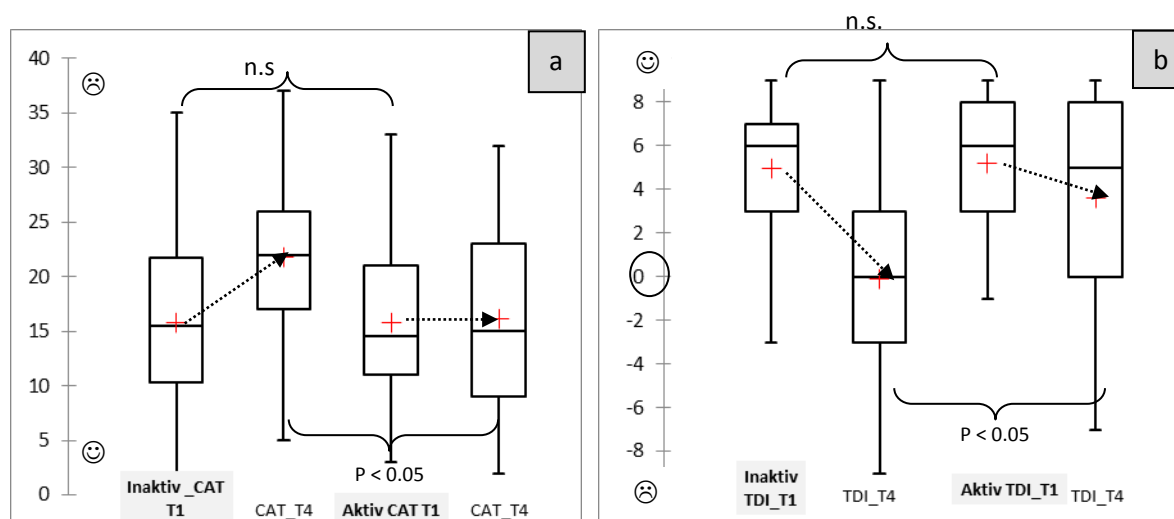 a
n.s
40
35
30
25
20
15
10
5
0
P < 0.05
Inaktiv _CAT
T1
CAT_T4
Aktiv CAT T1
CAT_T4
n.s.
b
8
6
4
2
0
-2
-4
-6
-8
P < 0.05
Inaktiv
TDI_T1
TDI_T4
Aktiv TDI_T1
TDI_T4